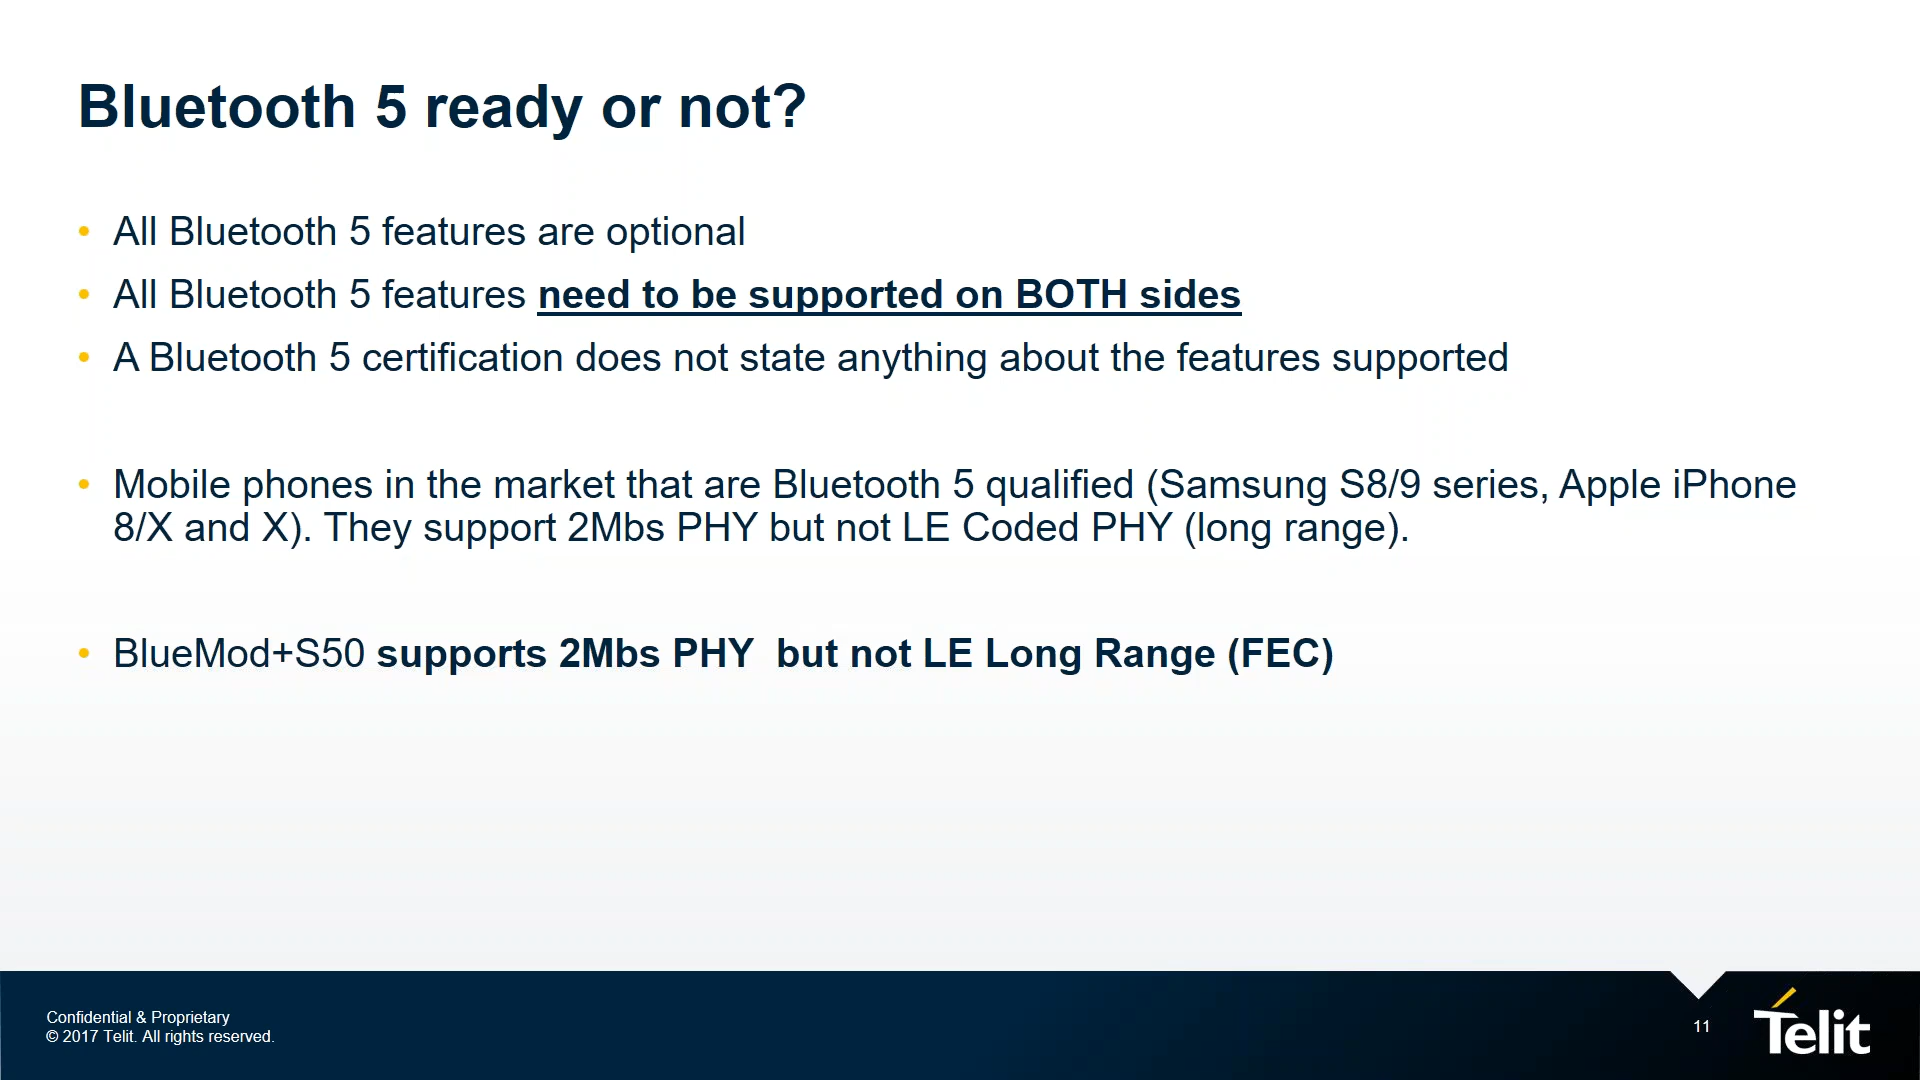 Bluetooth 5 ready or not?
• All Bluetooth 5 features are optional
• All Bluetooth 5 features need to be supported on BOTH sides
• A Bluetooth 5 certification does not state anything about the features supported
• Mobile phones in the market that are Bluetooth 5 qualified (Samsung S8/9 series, Apple iPhone
8/X and X). They support 2Mbs PHY but not LE Coded PHY (long range).
• BlueMod+S50 supports 2Mbs PHY  but not LE Long Range (FEC)
Confidential & Proprietary
© 2017 Telit. All rights reserved.
11
Telit